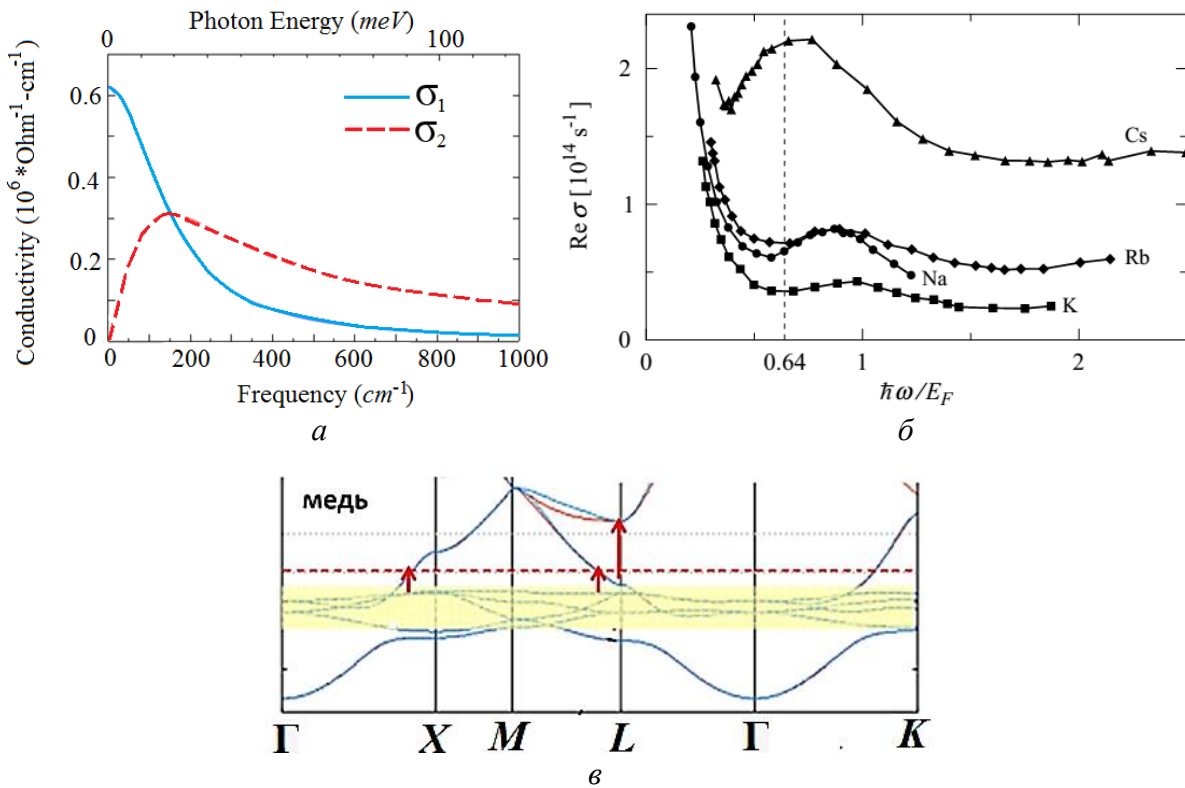 Photon Energy (meV)
0 100
Conductivity (10⁶*Ohm⁻¹-cm⁻¹)
0.6
0.4
0.2
0
σ₁
σ₂
0 200 400 600 800 1000
Frequency (cm⁻¹)
а
Re σ [10¹⁴ s⁻¹]
2
1
0
Cs
Rb
Na
K
0 0.64 1 2
ħω/E_F
б
медь
Γ X M L Γ K
в